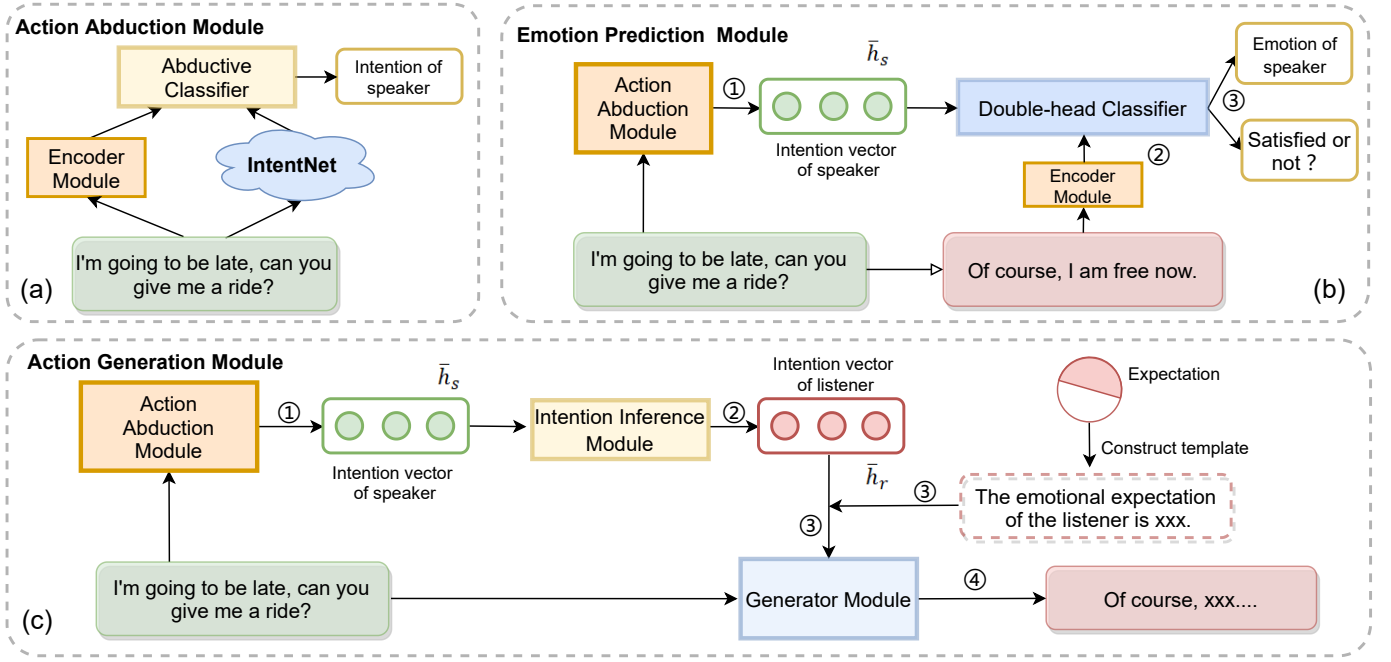 Action Abduction Module
Abductive
Classifier
Intention of
speaker
Encoder
Module
IntentNet
I'm going to be late, can you
give me a ride?
(a)
Emotion Prediction Module
Action
Abduction
Module
①
h̄ₛ
Intention vector
of speaker
Double-head Classifier
Emotion of
speaker
③
Satisfied or
not ?
②
Encoder
Module
I'm going to be late, can you
give me a ride?
Of course, I am free now.
(b)
Action Generation Module
Action
Abduction
Module
①
h̄ₛ
Intention vector
of speaker
Intention Inference
Module
②
Intention vector
of listener
h̄ᵣ
Expectation
Construct template
The emotional expectation
of the listener is xxx.
③
③
I'm going to be late, can you
give me a ride?
Generator Module
④
Of course, xxx....
(c)